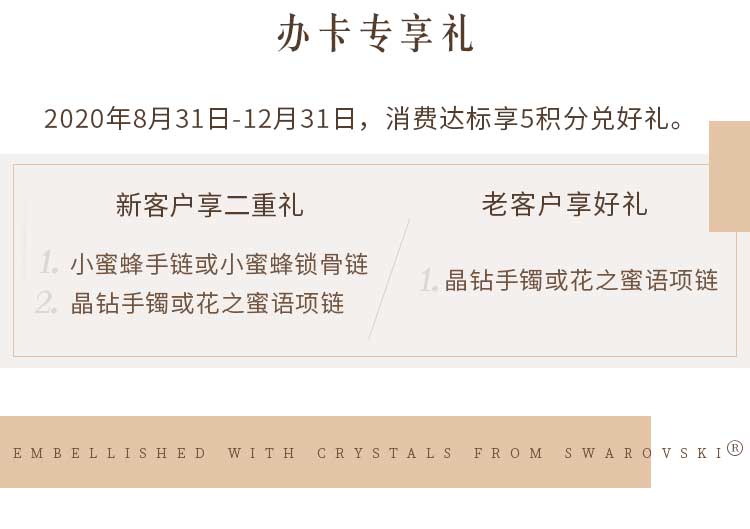 办卡专享礼
2020年8月31日-12月31日，消费达标享5积分兑好礼。
新客户享二重礼
1. 小蜜蜂手链或小蜜蜂锁骨链
2. 晶钻手镯或花之蜜语项链
老客户享好礼
1. 晶钻手镯或花之蜜语项链
EMBELLISHED WITH CRYSTALS FROM SWAROVSKI®